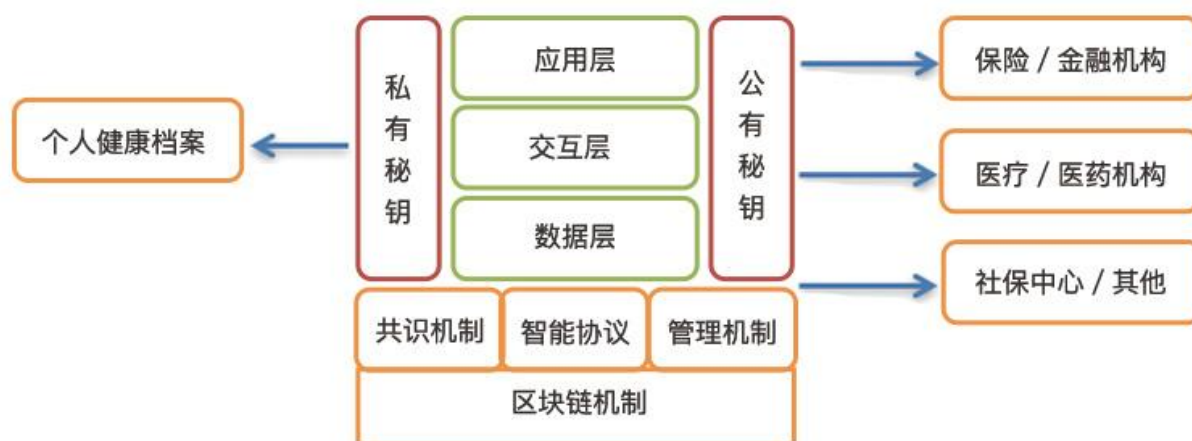 个人健康档案
私有秘钥
应用层
交互层
数据层
公有秘钥
共识机制
智能协议
管理机制
区块链机制
保险 / 金融机构
医疗 / 医药机构
社保中心 / 其他